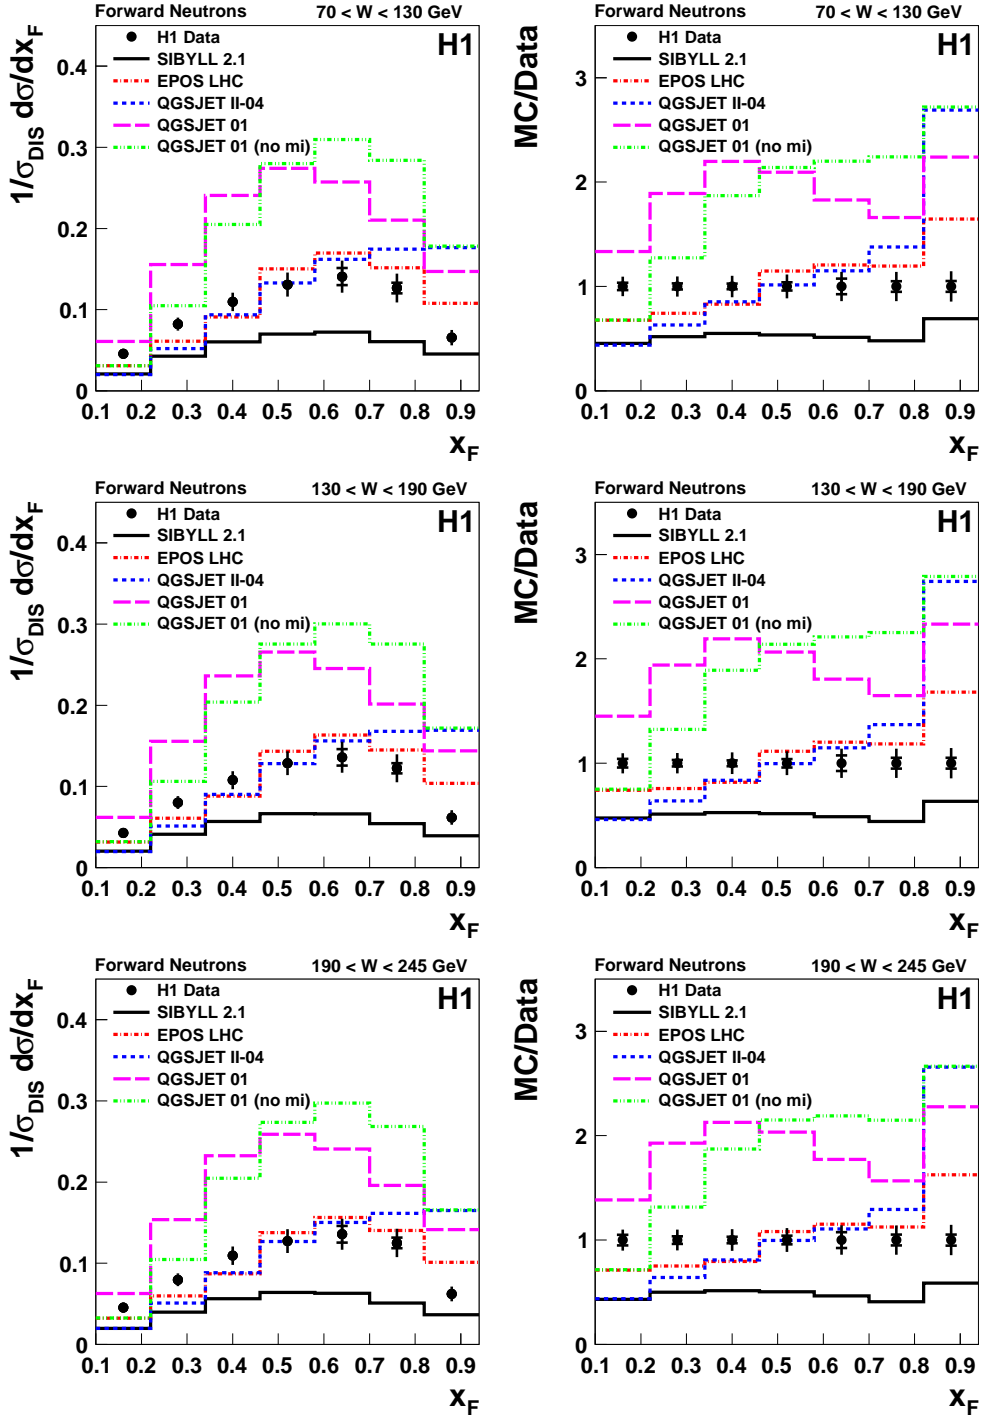 Forward Neutrons 70 < W < 130 GeV
1/σDIS dσ/dxF
H1
H1 Data
SIBYLL 2.1
EPOS LHC
QGSJET II-04
QGSJET 01
QGSJET 01 (no mi)
0.4
0.3
0.2
0.1
0
0.1 0.2 0.3 0.4 0.5 0.6 0.7 0.8 0.9
xF
Forward Neutrons 70 < W < 130 GeV
MC/Data
H1
H1 Data
SIBYLL 2.1
EPOS LHC
QGSJET II-04
QGSJET 01
QGSJET 01 (no mi)
3
2
1
0
0.1 0.2 0.3 0.4 0.5 0.6 0.7 0.8 0.9
xF
Forward Neutrons 130 < W < 190 GeV
1/σDIS dσ/dxF
H1
H1 Data
SIBYLL 2.1
EPOS LHC
QGSJET II-04
QGSJET 01
QGSJET 01 (no mi)
0.4
0.3
0.2
0.1
0
0.1 0.2 0.3 0.4 0.5 0.6 0.7 0.8 0.9
xF
Forward Neutrons 130 < W < 190 GeV
MC/Data
H1
H1 Data
SIBYLL 2.1
EPOS LHC
QGSJET II-04
QGSJET 01
QGSJET 01 (no mi)
3
2
1
0
0.1 0.2 0.3 0.4 0.5 0.6 0.7 0.8 0.9
xF
Forward Neutrons 190 < W < 245 GeV
1/σDIS dσ/dxF
H1
H1 Data
SIBYLL 2.1
EPOS LHC
QGSJET II-04
QGSJET 01
QGSJET 01 (no mi)
0.4
0.3
0.2
0.1
0
0.1 0.2 0.3 0.4 0.5 0.6 0.7 0.8 0.9
xF
Forward Neutrons 190 < W < 245 GeV
MC/Data
H1
H1 Data
SIBYLL 2.1
EPOS LHC
QGSJET II-04
QGSJET 01
QGSJET 01 (no mi)
3
2
1
0
0.1 0.2 0.3 0.4 0.5 0.6 0.7 0.8 0.9
xF